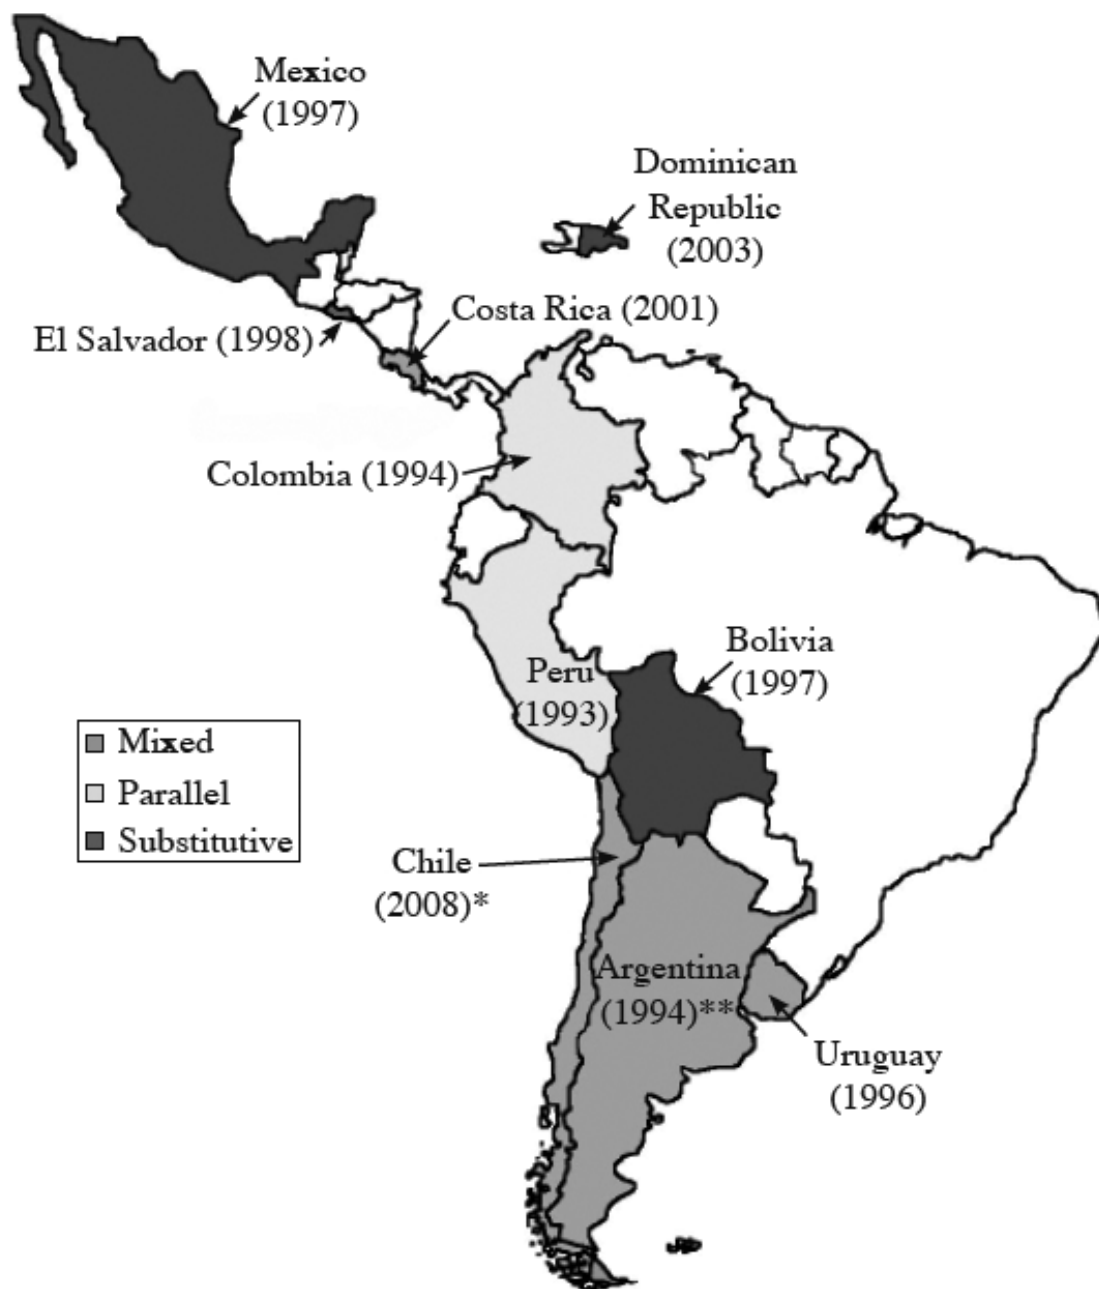 Mexico
(1997)
Dominican
Republic
(2003)
Costa Rica (2001)
El Salvador (1998)
Colombia (1994)
Bolivia
(1997)
Peru
(1993)
Mixed
Parallel
Substitutive
Chile
(2008)*
Argentina
(1994)**
Uruguay
(1996)